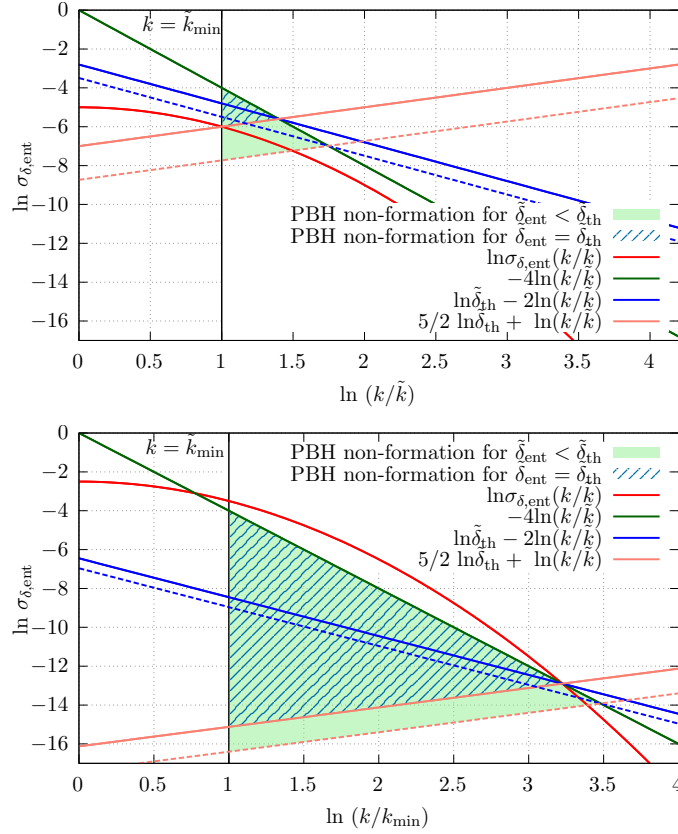 0
−2
−4
−6
−8
−10
−12
−14
−16
ln σδ,ent
k = k̃min
PBH non-formation for δ̃ent < δ̃th
PBH non-formation for δ̃ent = δ̃th
lnσδ,ent(k/k̃)
−4ln(k/k̃)
lnδ̃th − 2ln(k/k̃)
5/2 lnδ̃th + ln(k/k̃)
0 0.5 1 1.5 2 2.5 3 3.5 4
ln (k/k̃)
0
−2
−4
−6
−8
−10
−12
−14
−16
ln σδ,ent
k = k̃min
PBH non-formation for δ̃ent < δ̃th
PBH non-formation for δ̃ent = δ̃th
lnσδ,ent(k/k̃)
−4ln(k/k̃)
lnδ̃th − 2ln(k/k̃)
5/2 lnδ̃th + ln(k/k̃)
0 0.5 1 1.5 2 2.5 3 3.5 4
ln (k/kmin)